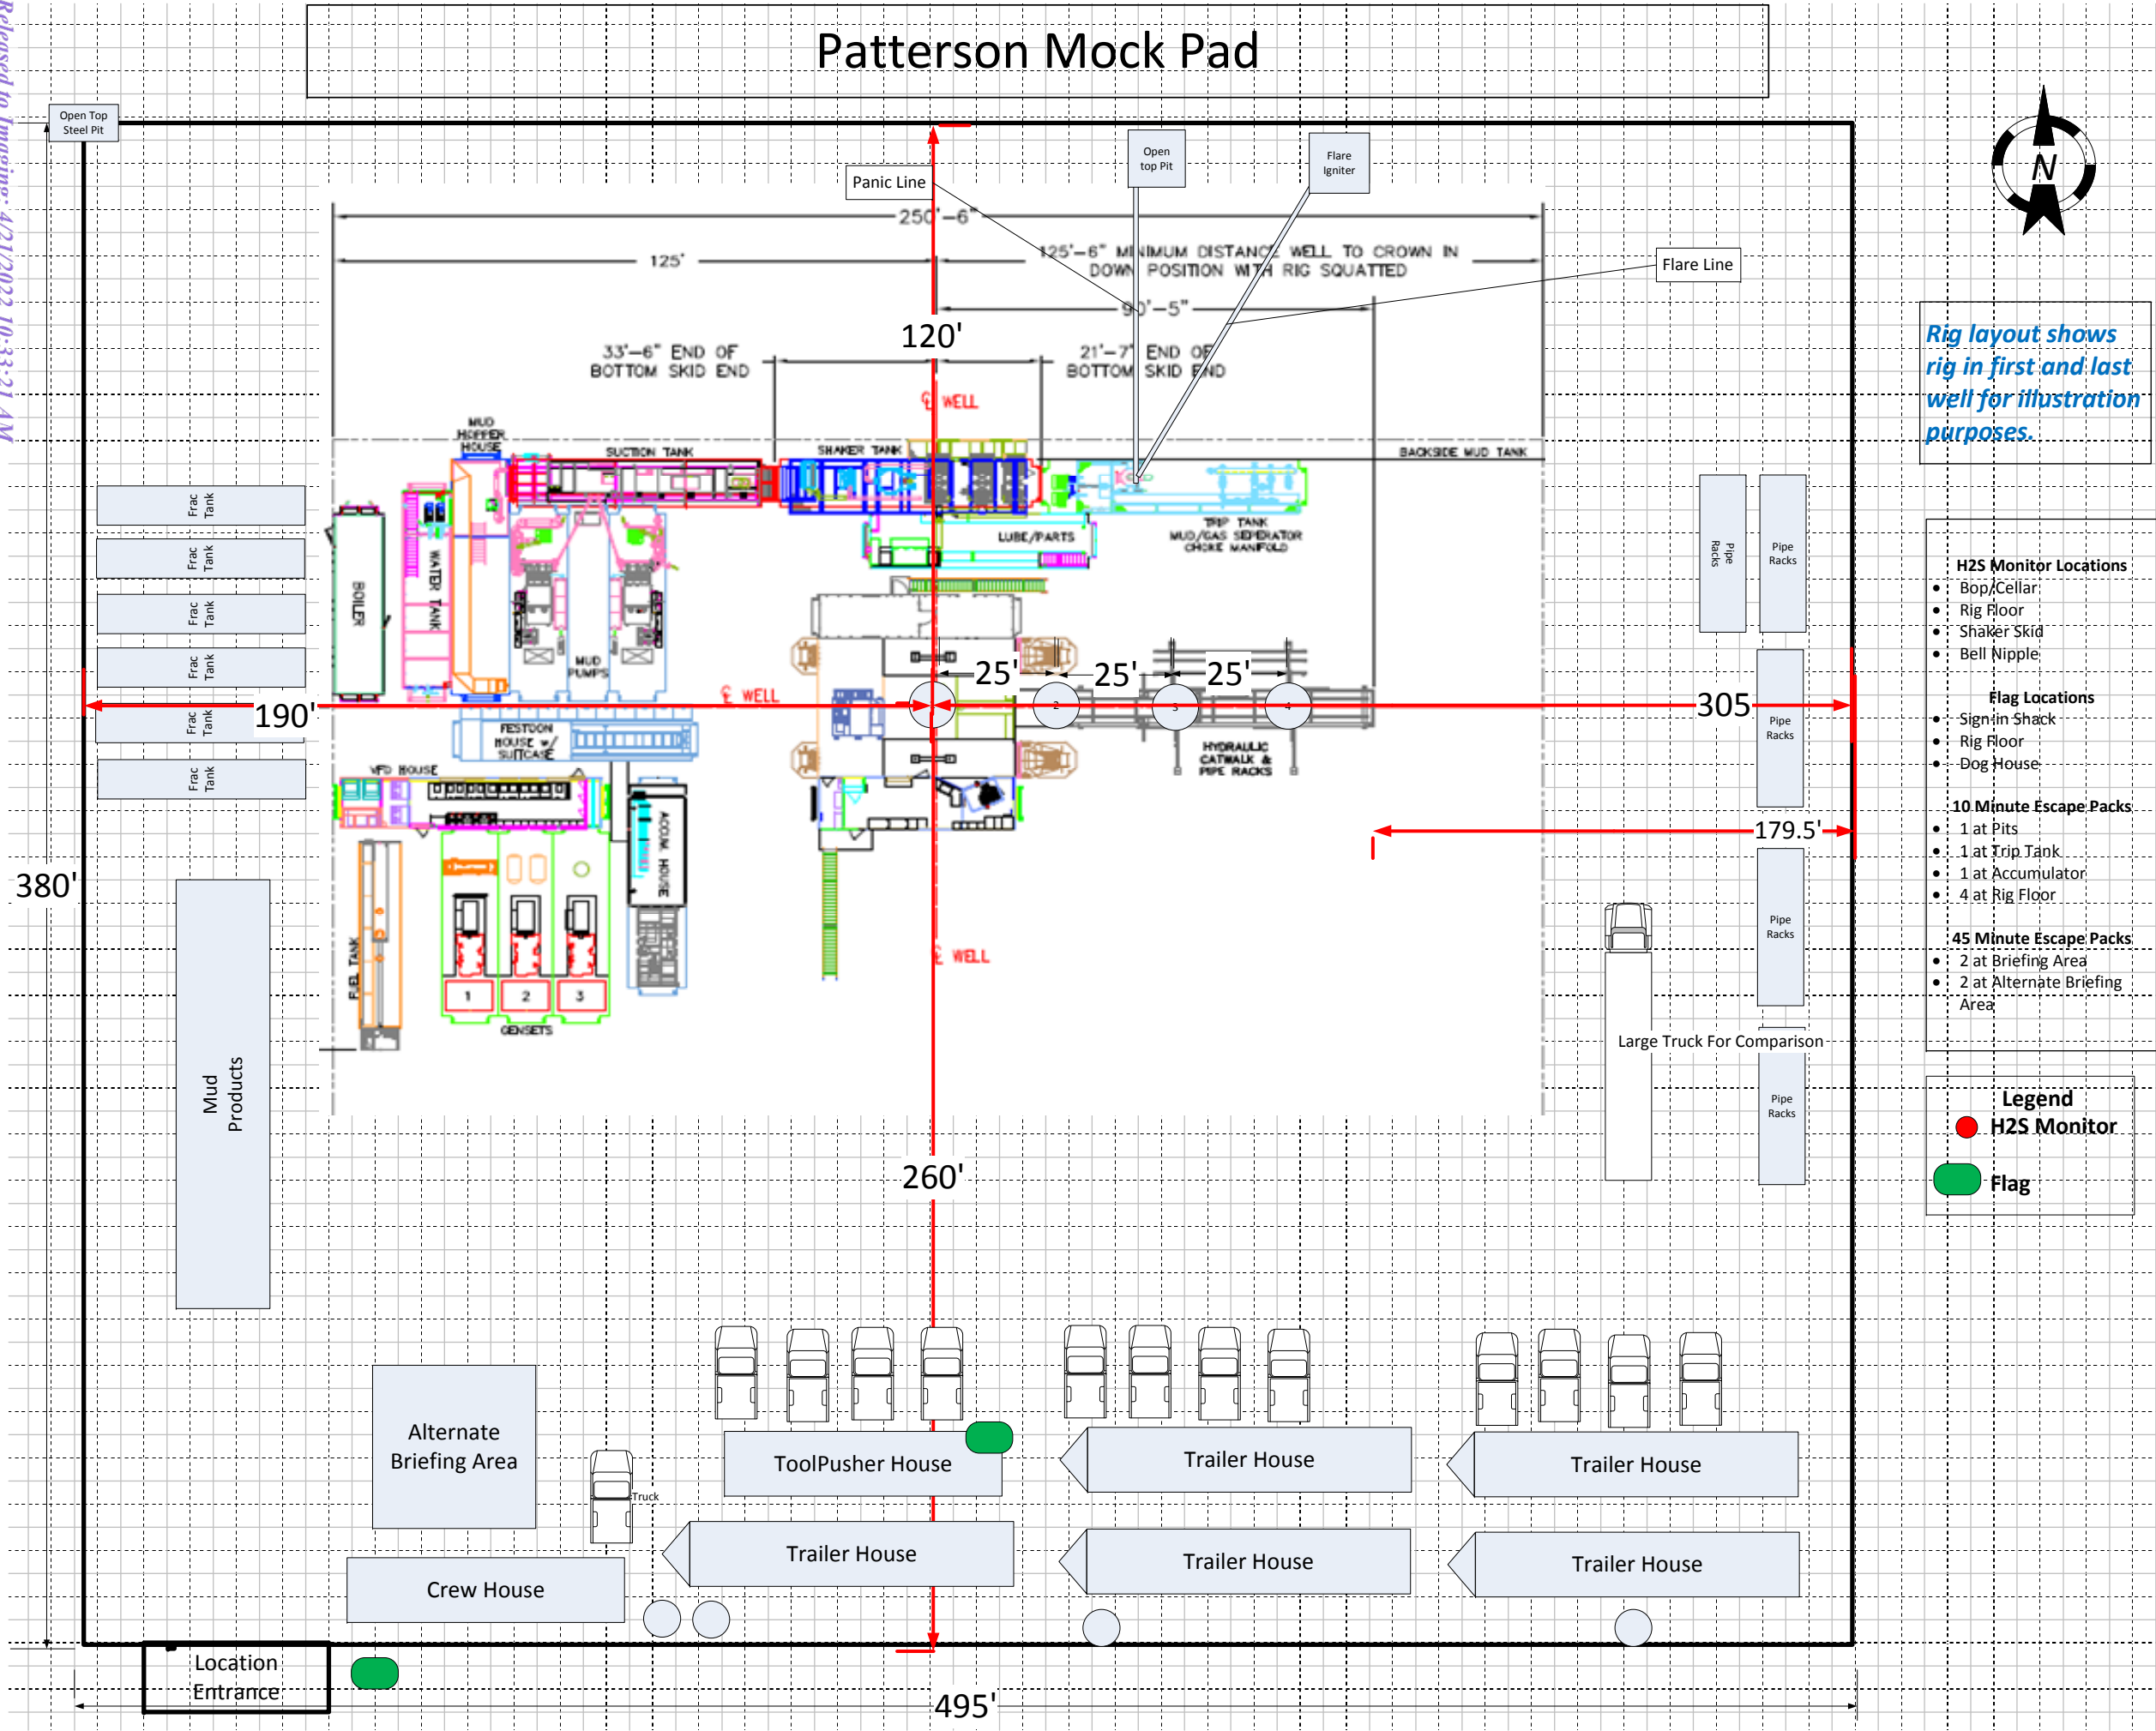 Released to Imaging: 4/21/2022 10:33:21 AM
Patterson Mock Pad
Open Top
Steel Pit
Panic Line
Open
top Pit
Flare
Igniter
Flare Line
N
250'-6"
125'
125'-6" MINIMUM DISTANCE WELL TO CROWN IN
DOWN POSITION WITH RIG SQUATTED
90'-5"
120'
33'-6" END OF
BOTTOM SKID END
21'-7" END OF
BOTTOM SKID END
℄ WELL
Rig layout shows
rig in first and last
well for illustration
purposes.
MUD
HOPPER
HOUSE
SUCTION TANK
SHAKER TANK
BACKSIDE MUD TANK
Frac
Tank
Frac
Tank
Frac
Tank
Frac
Tank
Frac
Tank
Frac
Tank
BOILER
WATER TANK
MUD
PUMPS
LUBE/PARTS
TRIP TANK
MUD/GAS SEPERATOR
CHOKE MANIFOLD
Pipe
Racks
Pipe
Racks
Pipe
Racks
Pipe
Racks
Pipe
Racks
25'
25'
25'
2
3
4
℄ WELL
190'
305
179.5'
FESTOON
HOUSE w/
SUITCASE
HYDRAULIC
CATWALK &
PIPE RACKS
VFD HOUSE
ACCUM. HOUSE
FUEL TANK
1
2
3
GENSETS
℄ WELL
380'
Mud
Products
260'
Large Truck For Comparison
H2S Monitor Locations
• Bop/Cellar
• Rig Floor
• Shaker Skid
• Bell Nipple
Flag Locations
• Sign in Shack
• Rig Floor
• Dog House
10 Minute Escape Packs
• 1 at Pits
• 1 at Trip Tank
• 1 at Accumulator
• 4 at Rig Floor
45 Minute Escape Packs
• 2 at Briefing Area
• 2 at Alternate Briefing
Area
Legend
H2S Monitor
Flag
Alternate
Briefing Area
Truck
ToolPusher House
Trailer House
Trailer House
Crew House
Trailer House
Trailer House
Trailer House
Location
Entrance
495'